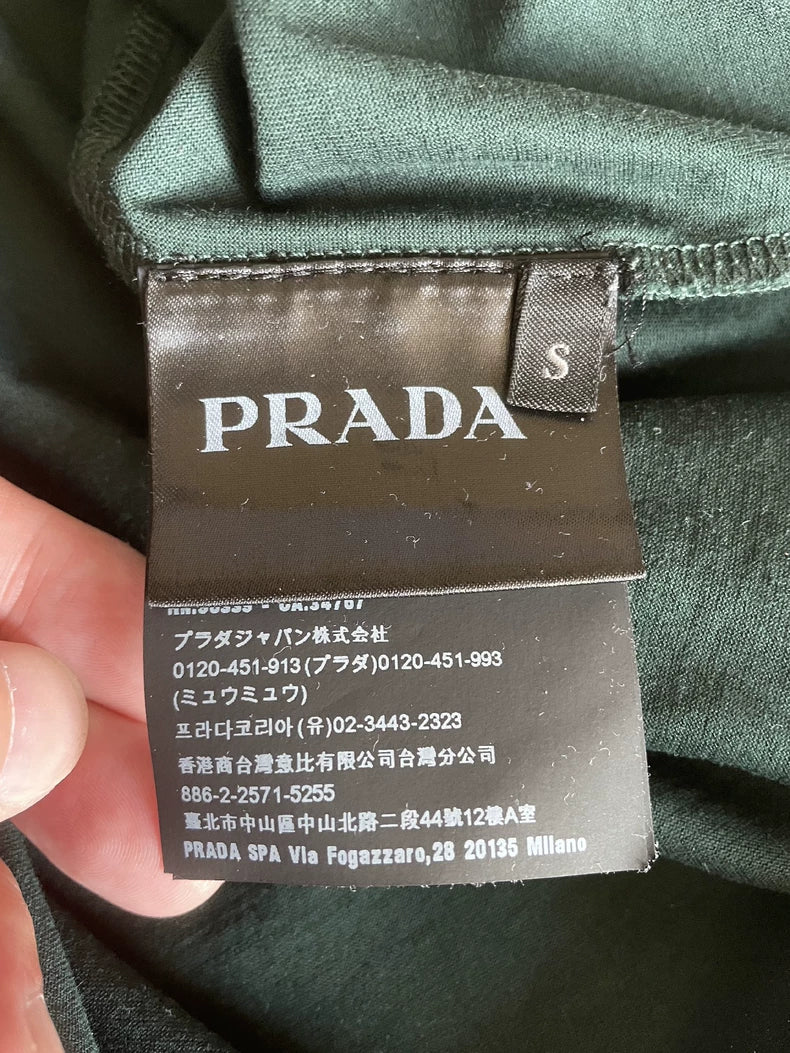 S
PRADA
プラダジャパン株式会社
0120-451-913(プラダ)0120-451-993
(ミュウミュウ)
프라다코리아(유)02-3443-2323
香港商台灣意比有限公司台灣分公司
886-2-2571-5255
臺北市中山區中山北路二段44號12樓A室
PRADA SPA Via Fogazzaro,28 20135 Milano